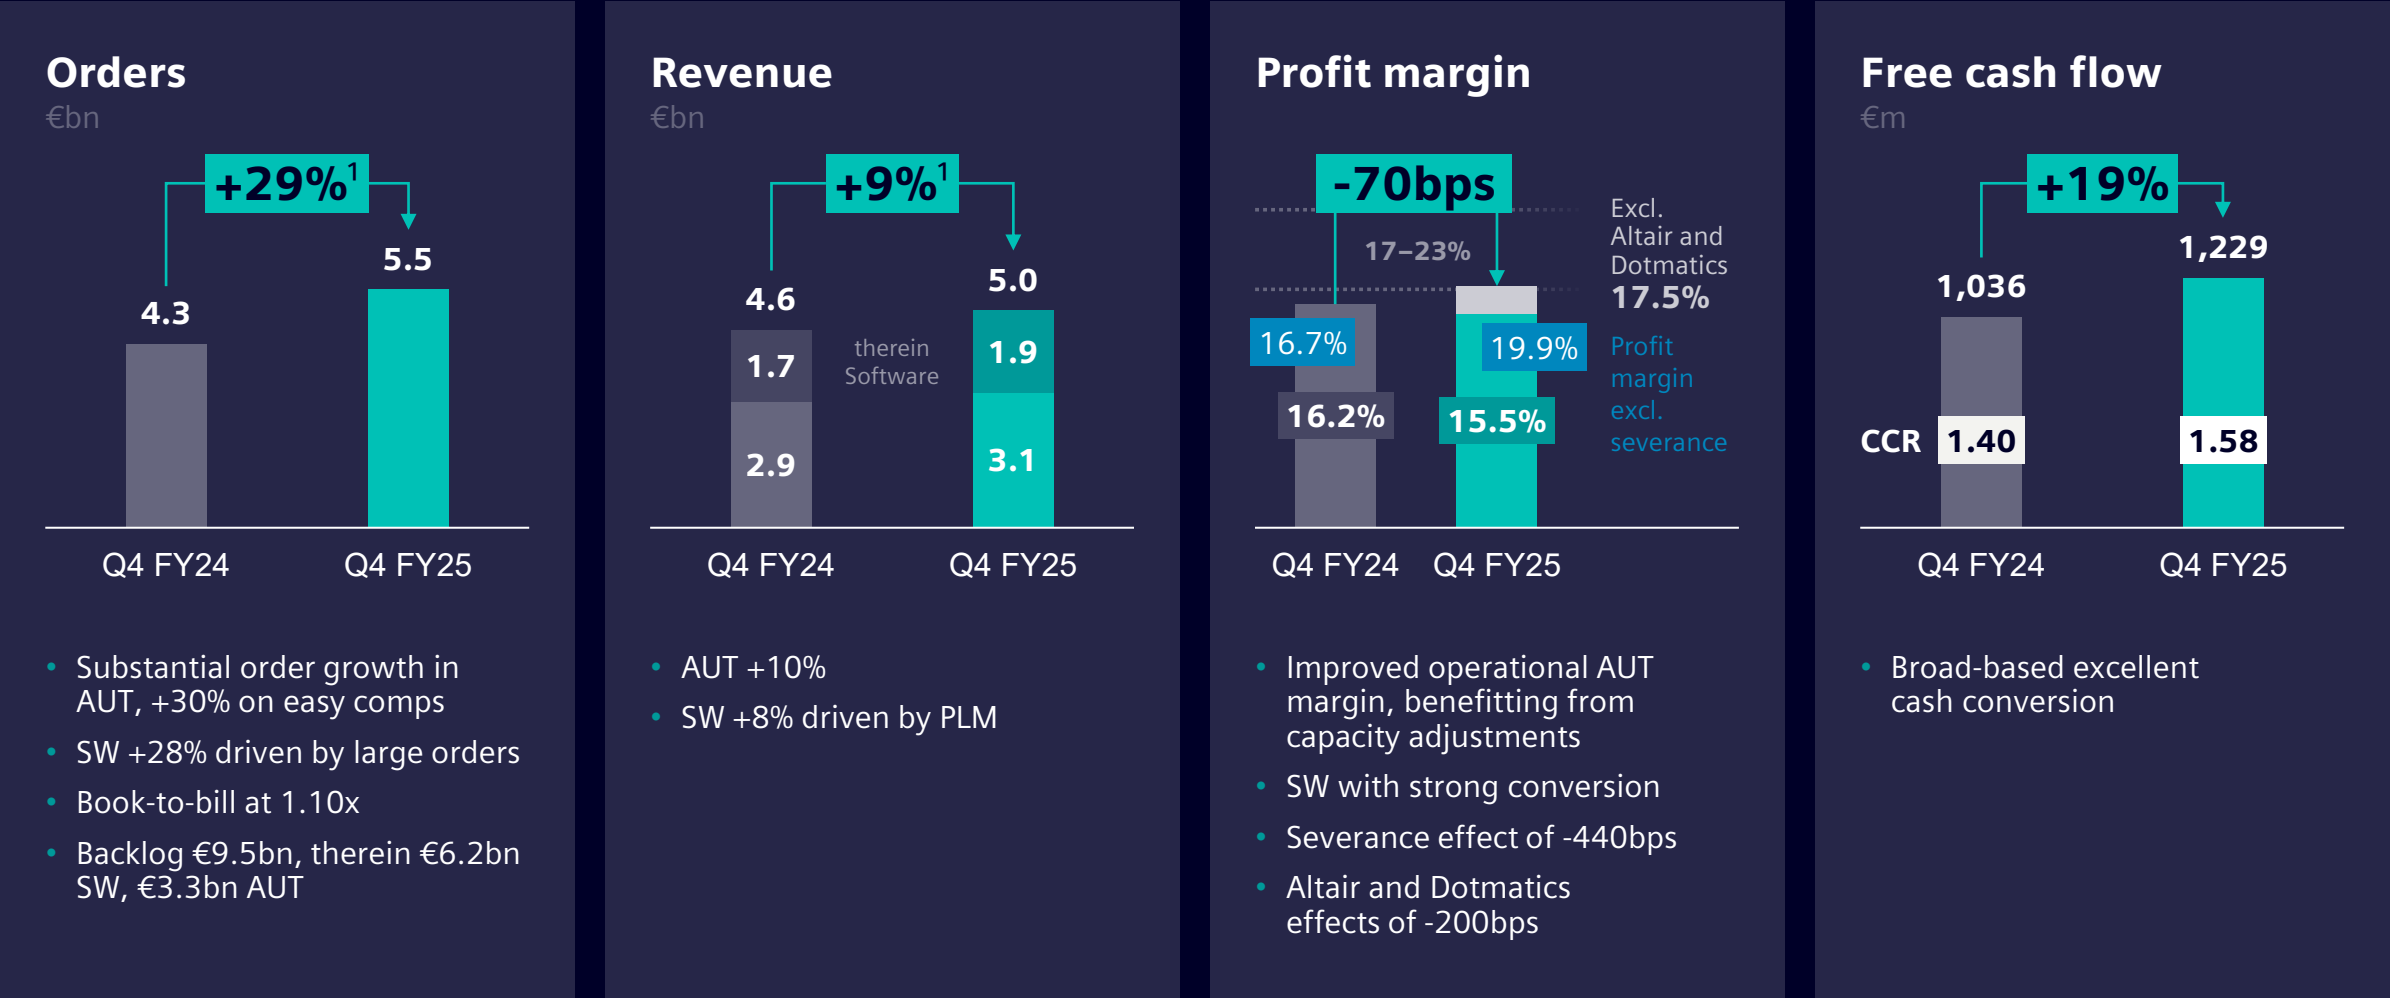 Orders
€bn
+29%1
4.3
5.5
Q4 FY24
Q4 FY25
• Substantial order growth in
AUT, +30% on easy comps
• SW +28% driven by large orders
• Book-to-bill at 1.10x
• Backlog €9.5bn, therein €6.2bn
SW, €3.3bn AUT
Revenue
€bn
+9%1
4.6
5.0
1.7
therein
Software
1.9
2.9
3.1
Q4 FY24
Q4 FY25
• AUT +10%
• SW +8% driven by PLM
Profit margin
-70bps
17–23%
Excl.
Altair and
Dotmatics
17.5%
16.7%
19.9%
Profit
margin
excl.
severance
16.2%
15.5%
Q4 FY24
Q4 FY25
• Improved operational AUT
margin, benefitting from
capacity adjustments
• SW with strong conversion
• Severance effect of -440bps
• Altair and Dotmatics
effects of -200bps
Free cash flow
€m
+19%
1,036
1,229
CCR
1.40
1.58
Q4 FY24
Q4 FY25
• Broad-based excellent
cash conversion